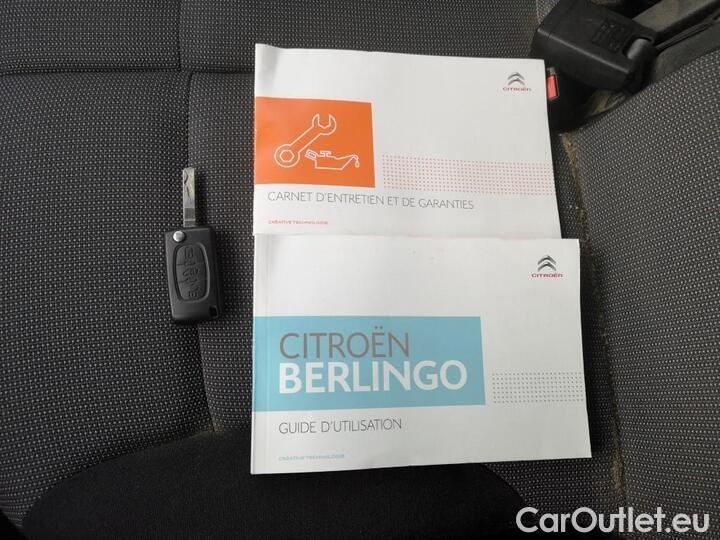 CITROËN
CARNET D'ENTRETIEN ET DE GARANTIES
CRÉATIVE TECHNOLOGIE
CITROËN
CITROËN
BERLINGO
GUIDE D'UTILISATION
CRÉATIVE TECHNOLOGIE
CarOutlet.eu